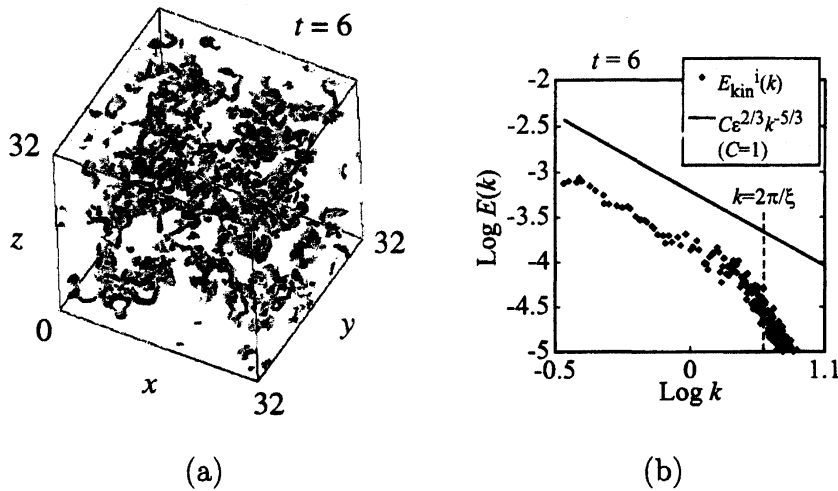 t = 6
32
z
0
x
32
y
32
(a)
t = 6
E_kin^i(k)
Cε^2/3 k^-5/3
(C=1)
k=2π/ξ
Log E(k)
-2
-2.5
-3
-3.5
-4
-4.5
-5
-0.5
0
1.1
Log k
(b)